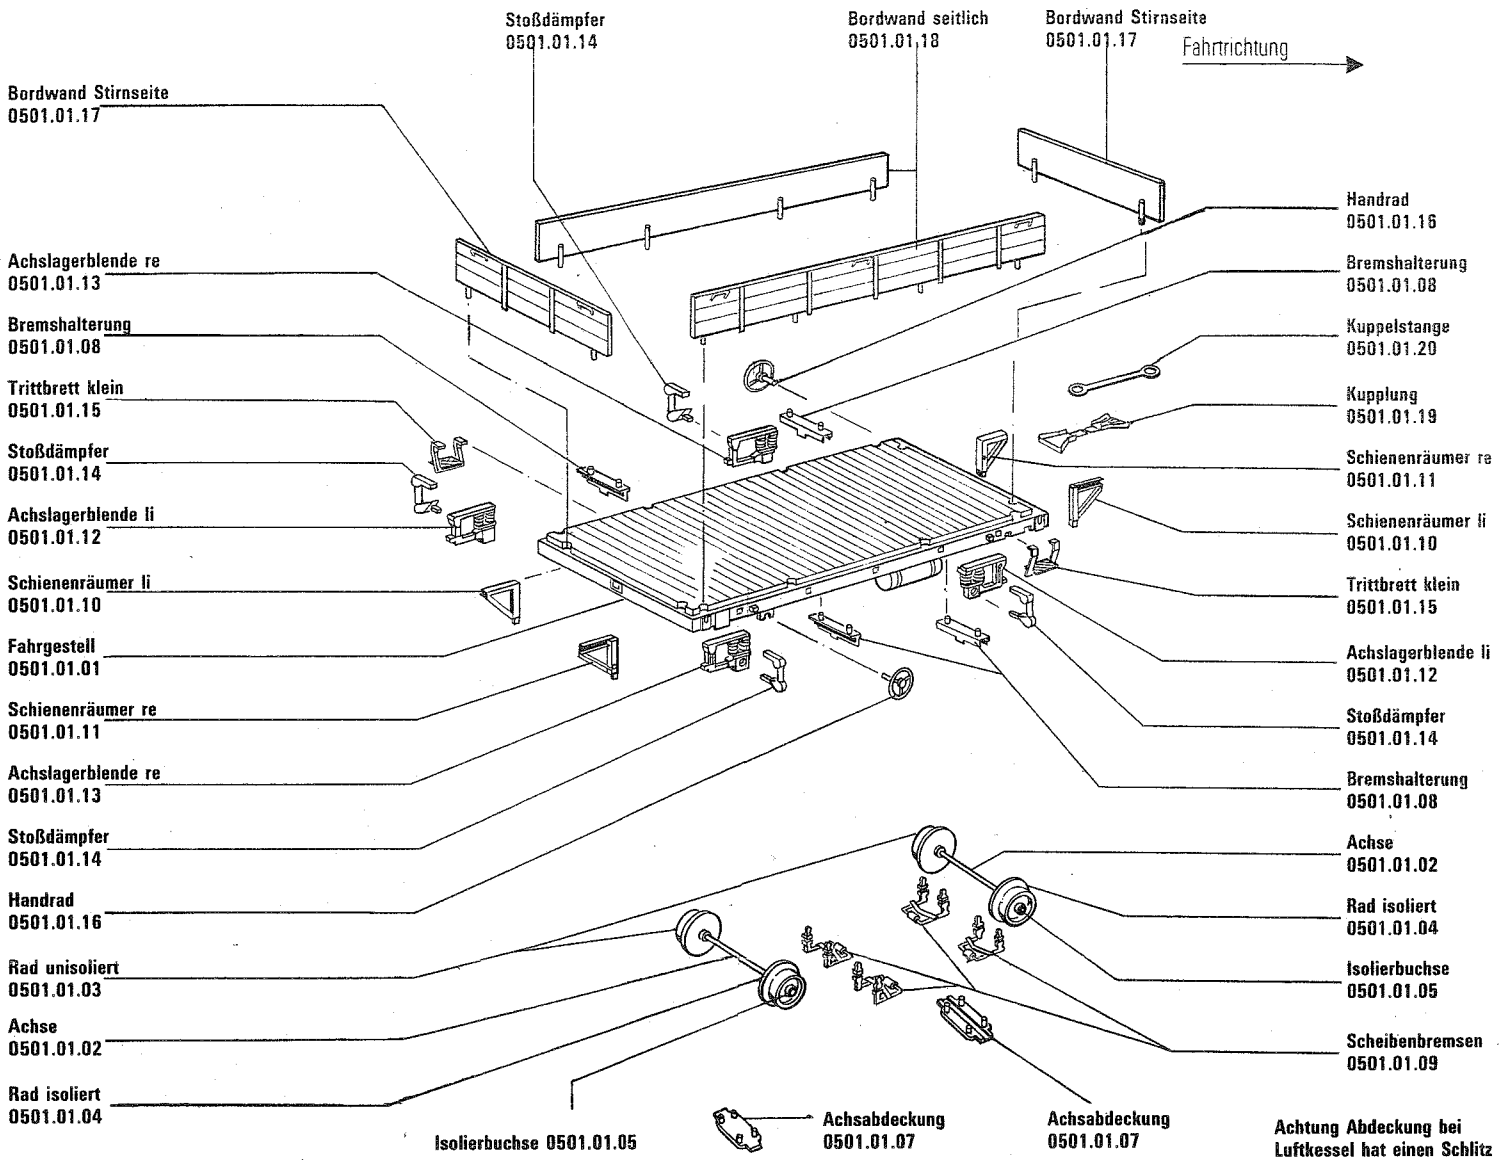 Stoßdämpfer
0501.01.14
Bordwand seitlich
0501.01.18
Bordwand Stirnseite
0501.01.17
Fahrtrichtung
Bordwand Stirnseite
0501.01.17
Achslagerblende re
0501.01.13
Bremshalterung
0501.01.08
Trittbrett klein
0501.01.15
Stoßdämpfer
0501.01.14
Achslagerblende li
0501.01.12
Schienenräumer li
0501.01.10
Fahrgestell
0501.01.01
Schienenräumer re
0501.01.11
Achslagerblende re
0501.01.13
Stoßdämpfer
0501.01.14
Handrad
0501.01.16
Rad unisoliert
0501.01.03
Achse
0501.01.02
Rad isoliert
0501.01.04
Handrad
0501.01.16
Bremshalterung
0501.01.08
Kuppelstange
0501.01.20
Kupplung
0501.01.19
Schienenräumer re
0501.01.11
Schienenräumer li
0501.01.10
Trittbrett klein
0501.01.15
Achslagerblende li
0501.01.12
Stoßdämpfer
0501.01.14
Bremshalterung
0501.01.08
Achse
0501.01.02
Rad isoliert
0501.01.04
Isolierbuchse
0501.01.05
Scheibenbremsen
0501.01.09
Isolierbuchse 0501.01.05
Achsabdeckung
0501.01.07
Achsabdeckung
0501.01.07
Achtung Abdeckung bei
Luftkessel hat einen Schlitz